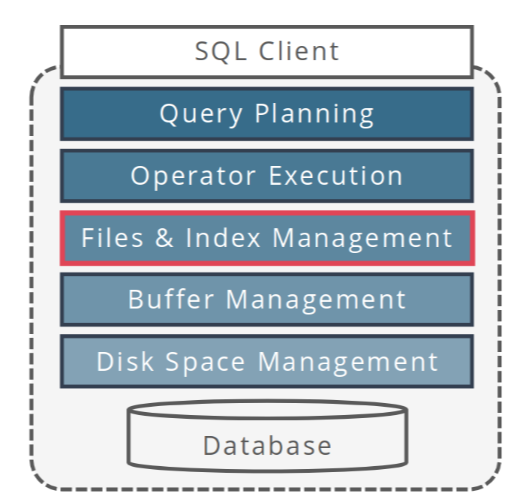 SQL Client
Query Planning
Operator Execution
Files & Index Management
Buffer Management
Disk Space Management
Database